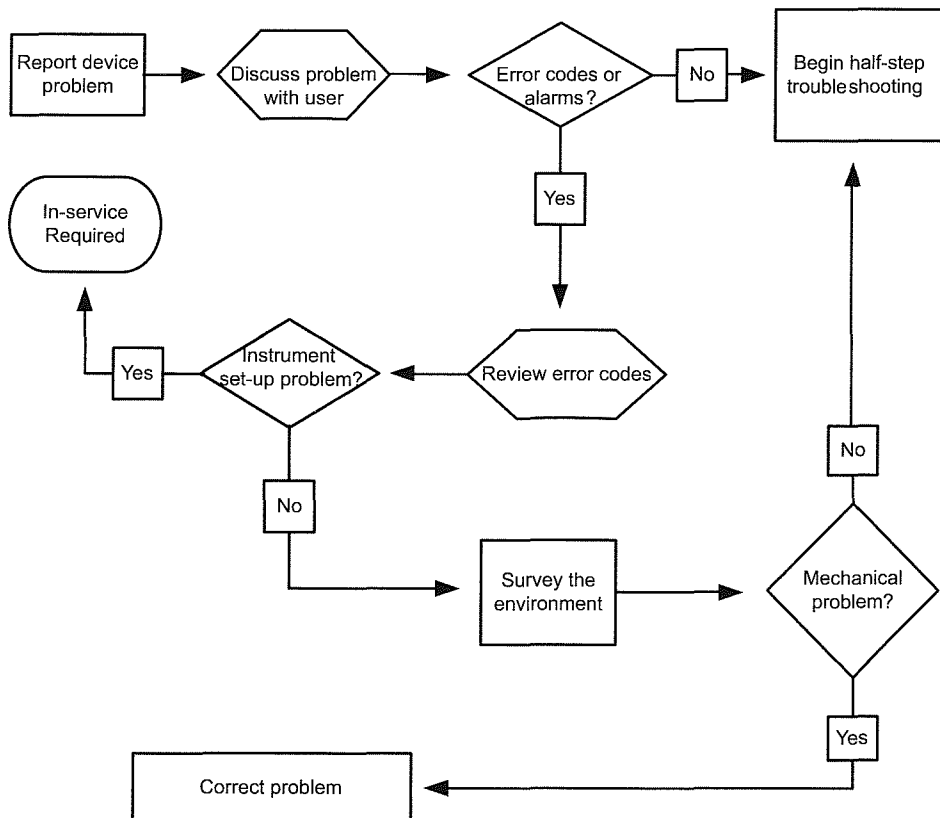 Report device
problem
Discuss problem
with user
Error codes or
alarms?
No
Begin half-step
troubleshooting
Yes
In-service
Required
Instrument
set-up problem?
Yes
Review error codes
No
No
Survey the
environment
Mechanical
problem?
Yes
Correct problem